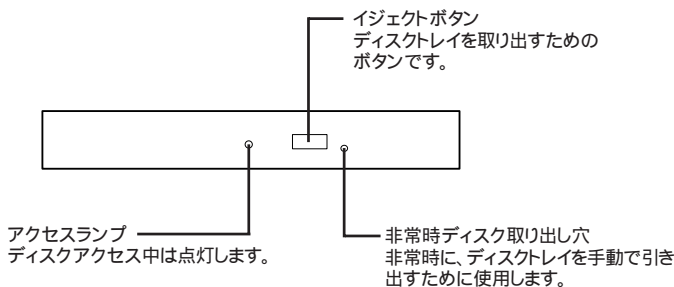 イジェクトボタン
ディスクトレイを取り出すための
ボタンです。
アクセスランプ
ディスクアクセス中は点灯します。
非常時ディスク取り出し穴
非常時に、ディスクトレイを手動で引き
出すために使用します。